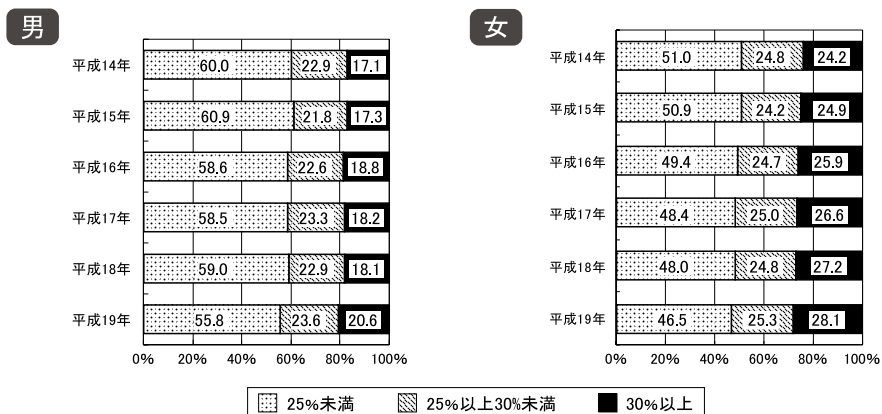 男
平成14年 60.0 22.9 17.1
平成15年 60.9 21.8 17.3
平成16年 58.6 22.6 18.8
平成17年 58.5 23.3 18.2
平成18年 59.0 22.9 18.1
平成19年 55.8 23.6 20.6
0% 20% 40% 60% 80% 100%
女
平成14年 51.0 24.8 24.2
平成15年 50.9 24.2 24.9
平成16年 49.4 24.7 25.9
平成17年 48.4 25.0 26.6
平成18年 48.0 24.8 27.2
平成19年 46.5 25.3 28.1
0% 20% 40% 60% 80% 100%
25%未満 25%以上30%未満 30%以上